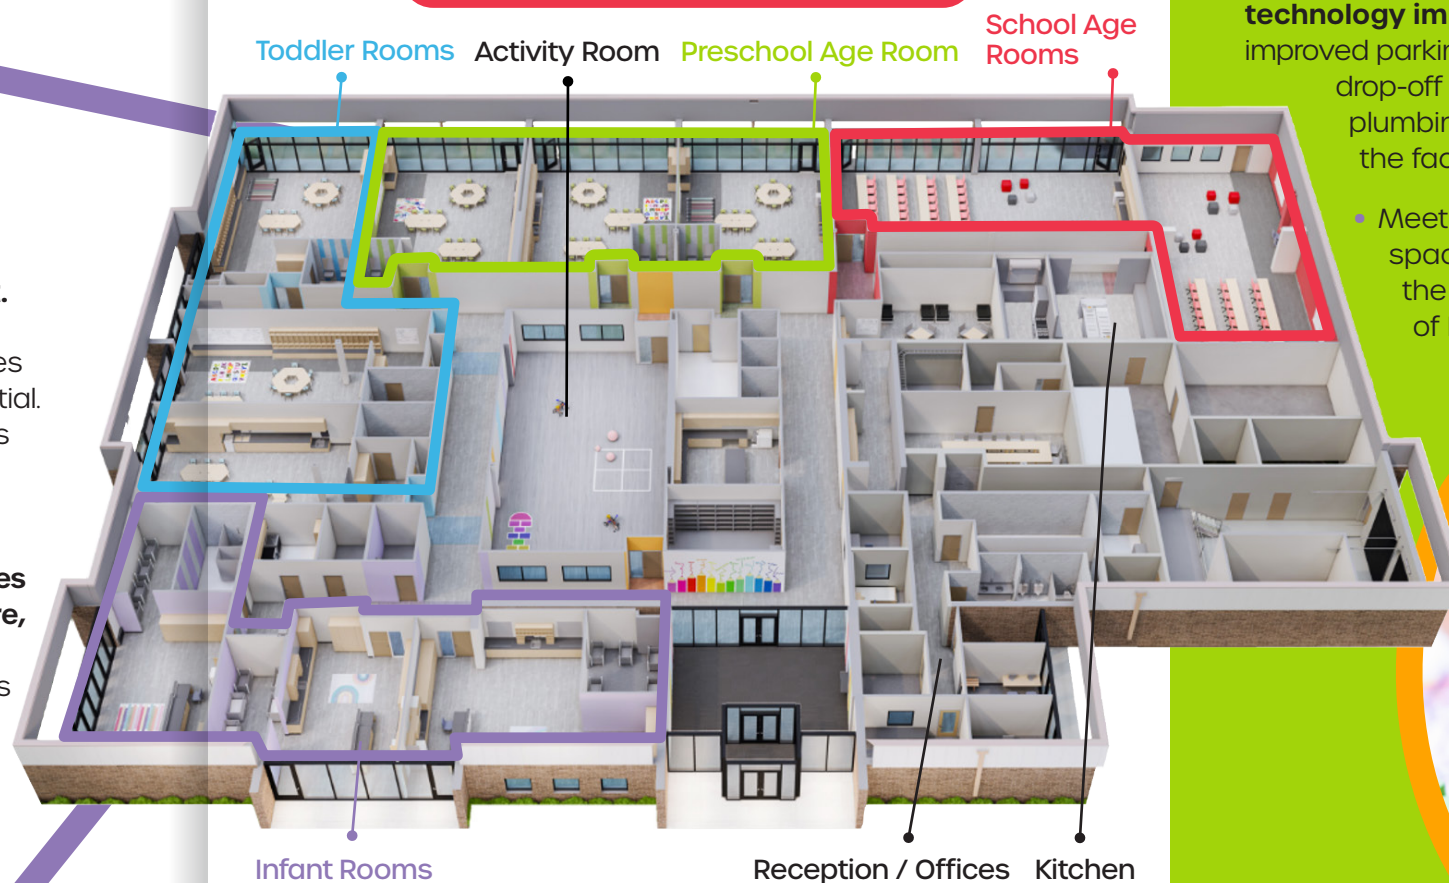 technology im
improved parkin
drop-off
plumbin
the fac
• Meet
spac
the
of
School Age
Rooms
Toddler Rooms
Activity Room
Preschool Age Room
.
es
tial.
s
es
re,
s
Infant Rooms
Reception / Offices
Kitchen